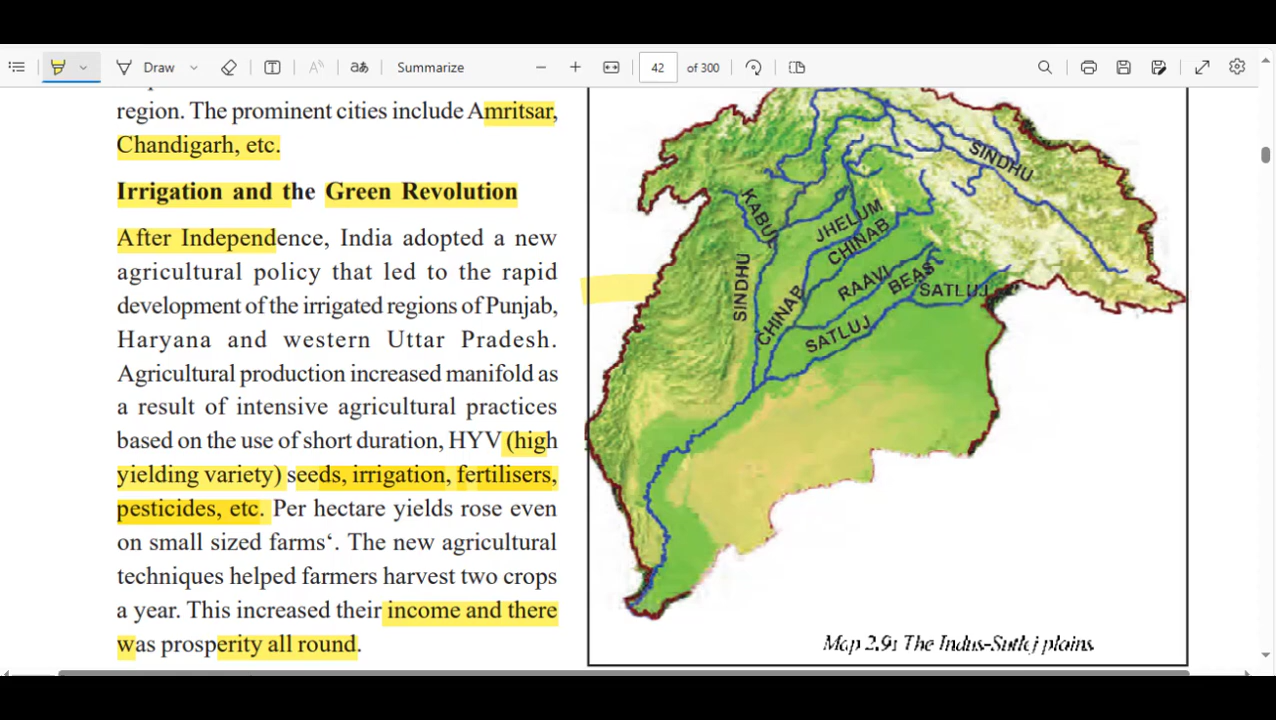 Draw
Summarize
42
of 300
region. The prominent cities include Amritsar,
Chandigarh, etc.
Irrigation and the Green Revolution
After Independence, India adopted a new
agricultural policy that led to the rapid
development of the irrigated regions of Punjab,
Haryana and western Uttar Pradesh.
Agricultural production increased manifold as
a result of intensive agricultural practices
based on the use of short duration, HYV (high
yielding variety) seeds, irrigation, fertilisers,
pesticides, etc. Per hectare yields rose even
on small sized farms‘. The new agricultural
techniques helped farmers harvest two crops
a year. This increased their income and there
was prosperity all round.
SINDHU
KABU
JHELUM
CHINAB
SINDHU
RAAVI
BEAS
SATLUJ
CHINAB
SATLUJ
Map 2.9: The Indus-Sutlej plains